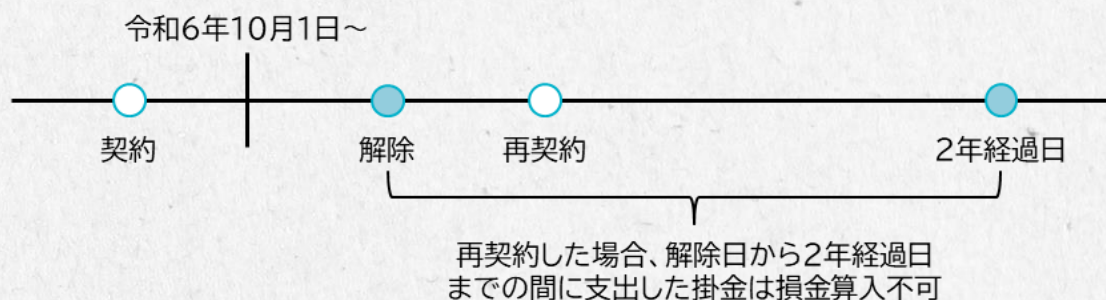 令和6年10月1日～
契約
解除
再契約
2年経過日
再契約した場合、解除日から2年経過日
までの間に支出した掛金は損金算入不可